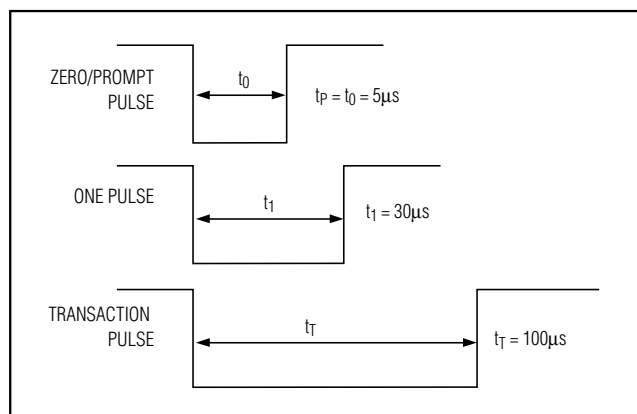 ZERO/PROMPT
PULSE
t0
tP = t0 = 5µs
ONE PULSE
t1
t1 = 30µs
TRANSACTION
PULSE
tT
tT = 100µs